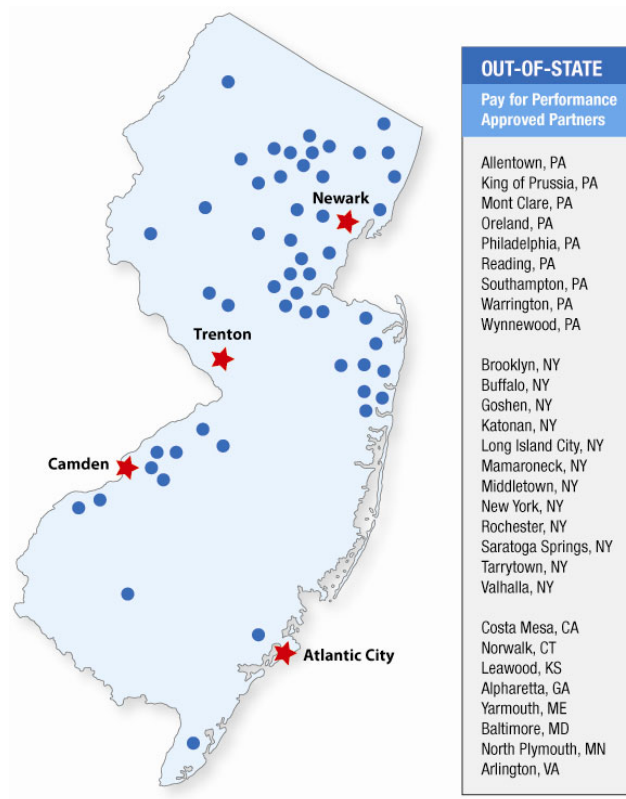 Newark
Trenton
Camden
Atlantic City
OUT-OF-STATE
Pay for Performance
Approved Partners
Allentown, PA
King of Prussia, PA
Mont Clare, PA
Oreland, PA
Philadelphia, PA
Reading, PA
Southampton, PA
Warrington, PA
Wynnewood, PA
Brooklyn, NY
Buffalo, NY
Goshen, NY
Katonan, NY
Long Island City, NY
Mamaroneck, NY
Middletown, NY
New York, NY
Rochester, NY
Saratoga Springs, NY
Tarrytown, NY
Valhalla, NY
Costa Mesa, CA
Norwalk, CT
Leawood, KS
Alpharetta, GA
Yarmouth, ME
Baltimore, MD
North Plymouth, MN
Arlington, VA